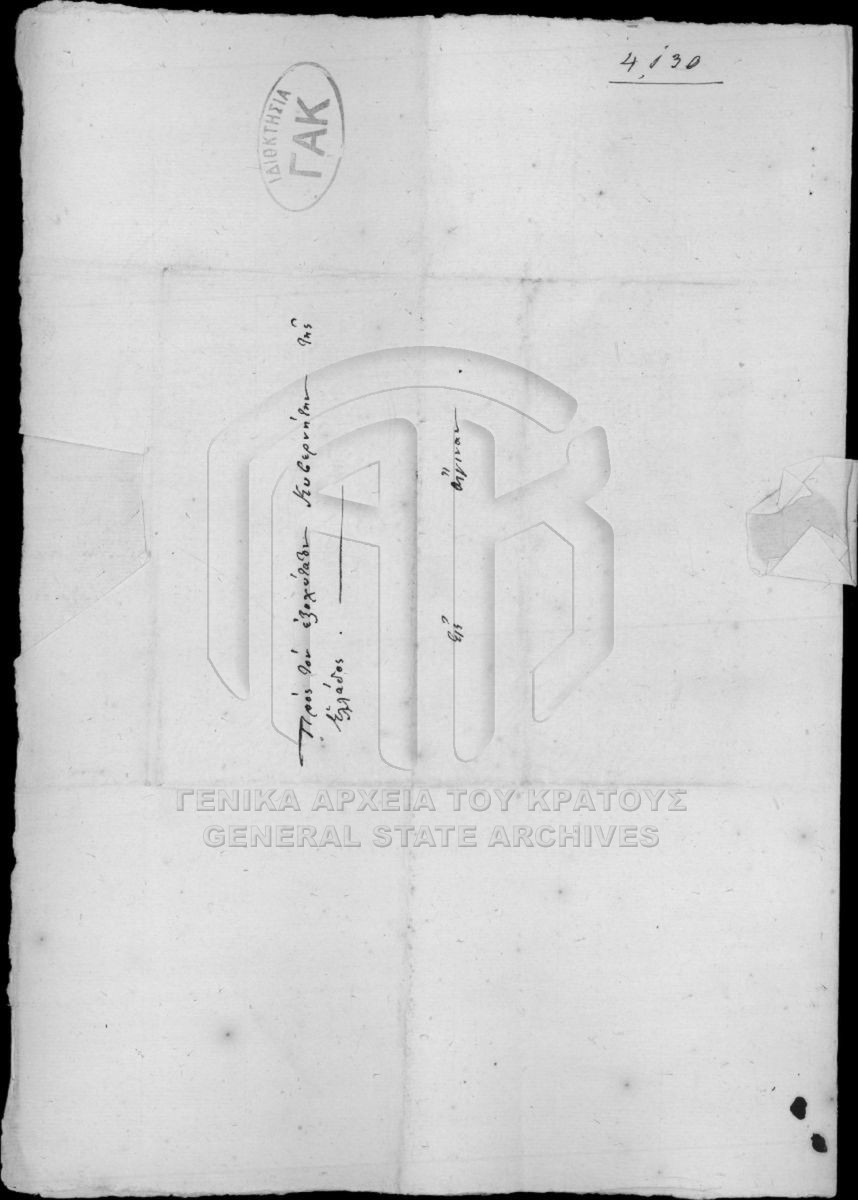 4,130
ΙΔΙΟΚΤΗΣΙΑ
ΓΑΚ
Πρὸς τὸν ἐξοχώτατον Κυβερνήτην τῆς
Ἑλλάδος.
Εἰς Αἴγιναν.
ΓΕΝΙΚΑ ΑΡΧΕΙΑ ΤΟΥ ΚΡΑΤΟΥΣ
GENERAL STATE ARCHIVES